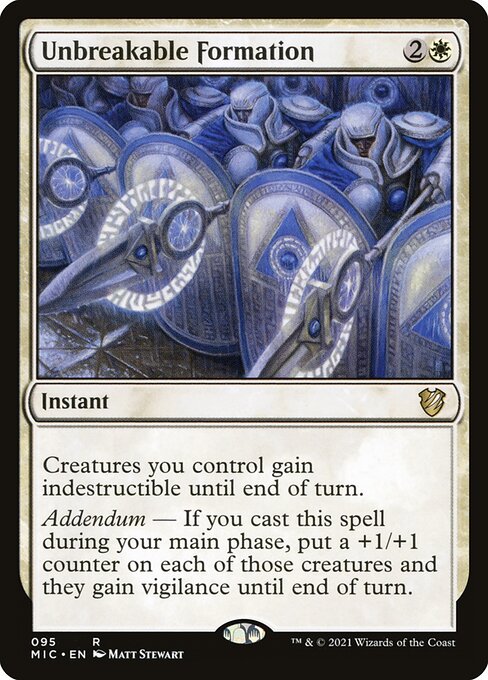 Unbreakable Formation 2
Instant
Creatures you control gain
indestructible until end of turn.
Addendum — If you cast this spell
during your main phase, put a +1/+1
counter on each of those creatures and
they gain vigilance until end of turn.
095 R
MIC • EN Matt Stewart
™ & © 2021 Wizards of the Coast